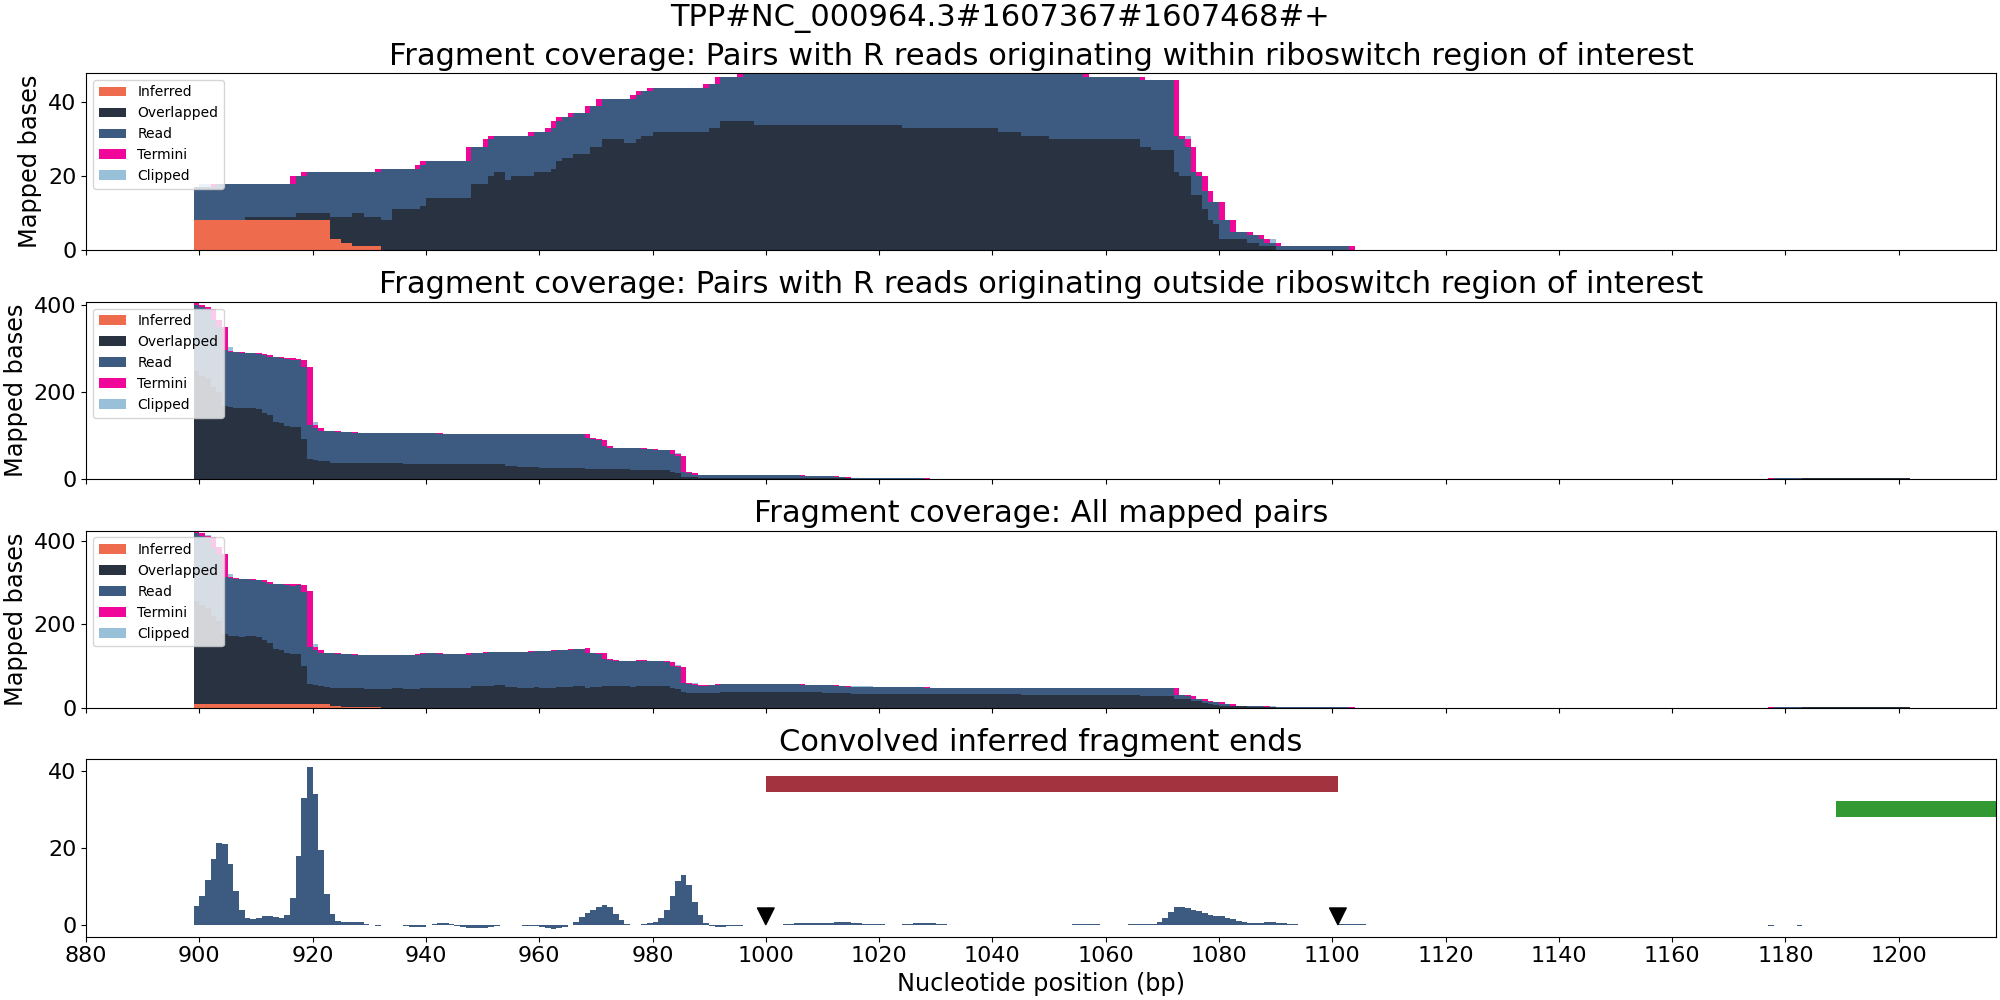 TPP#NC_000964.3#1607367#1607468#+
Fragment coverage: Pairs with R reads originating within riboswitch region of interest
Mapped bases
40
20
0
Inferred
Overlapped
Read
Termini
Clipped
Fragment coverage: Pairs with R reads originating outside riboswitch region of interest
Mapped bases
400
200
0
Inferred
Overlapped
Read
Termini
Clipped
Fragment coverage: All mapped pairs
Mapped bases
400
200
0
Inferred
Overlapped
Read
Termini
Clipped
Convolved inferred fragment ends
40
20
0
880 900 920 940 960 980 1000 1020 1040 1060 1080 1100 1120 1140 1160 1180 1200
Nucleotide position (bp)